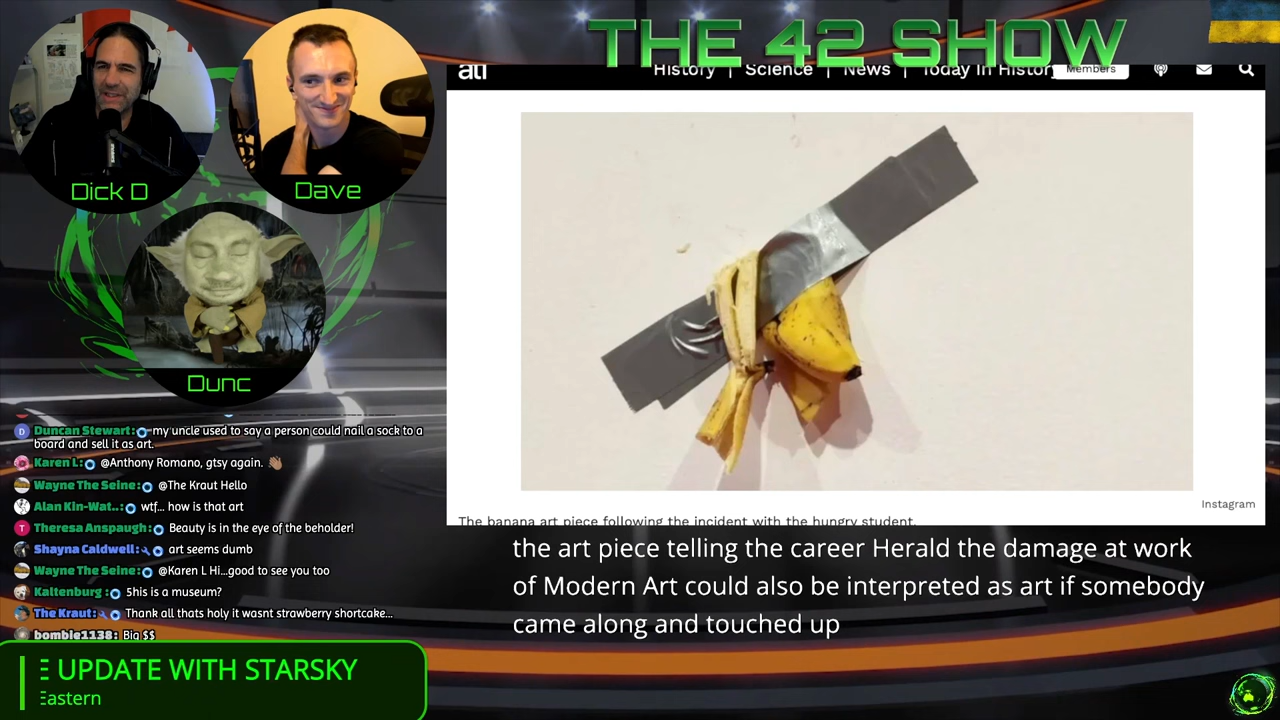 THE 42 SHOW
ati
History | Science | News | Today In History
Members
Dick D
Dave
Dunc
Instagram
The banana art piece following the incident with the hungry student.
Duncan Stewart: my uncle used to say a person could nail a sock to a
board and sell it as art.
Karen L: @Anthony Romano, gtsy again.
Wayne The Seine: @The Kraut Hello
Alan Kin-Wat..: wtf... how is that art
Theresa Anspaugh: Beauty is in the eye of the beholder!
Shayna Caldwell: art seems dumb
Wayne The Seine: @Karen L Hi...good to see you too
Kaltenburg : 5his is a museum?
The Kraut: Thank all thats holy it wasnt strawberry shortcake...
bombie1138: Big $$
the art piece telling the career Herald the damage at work
of Modern Art could also be interpreted as art if somebody
came along and touched up
E UPDATE WITH STARSKY
Eastern